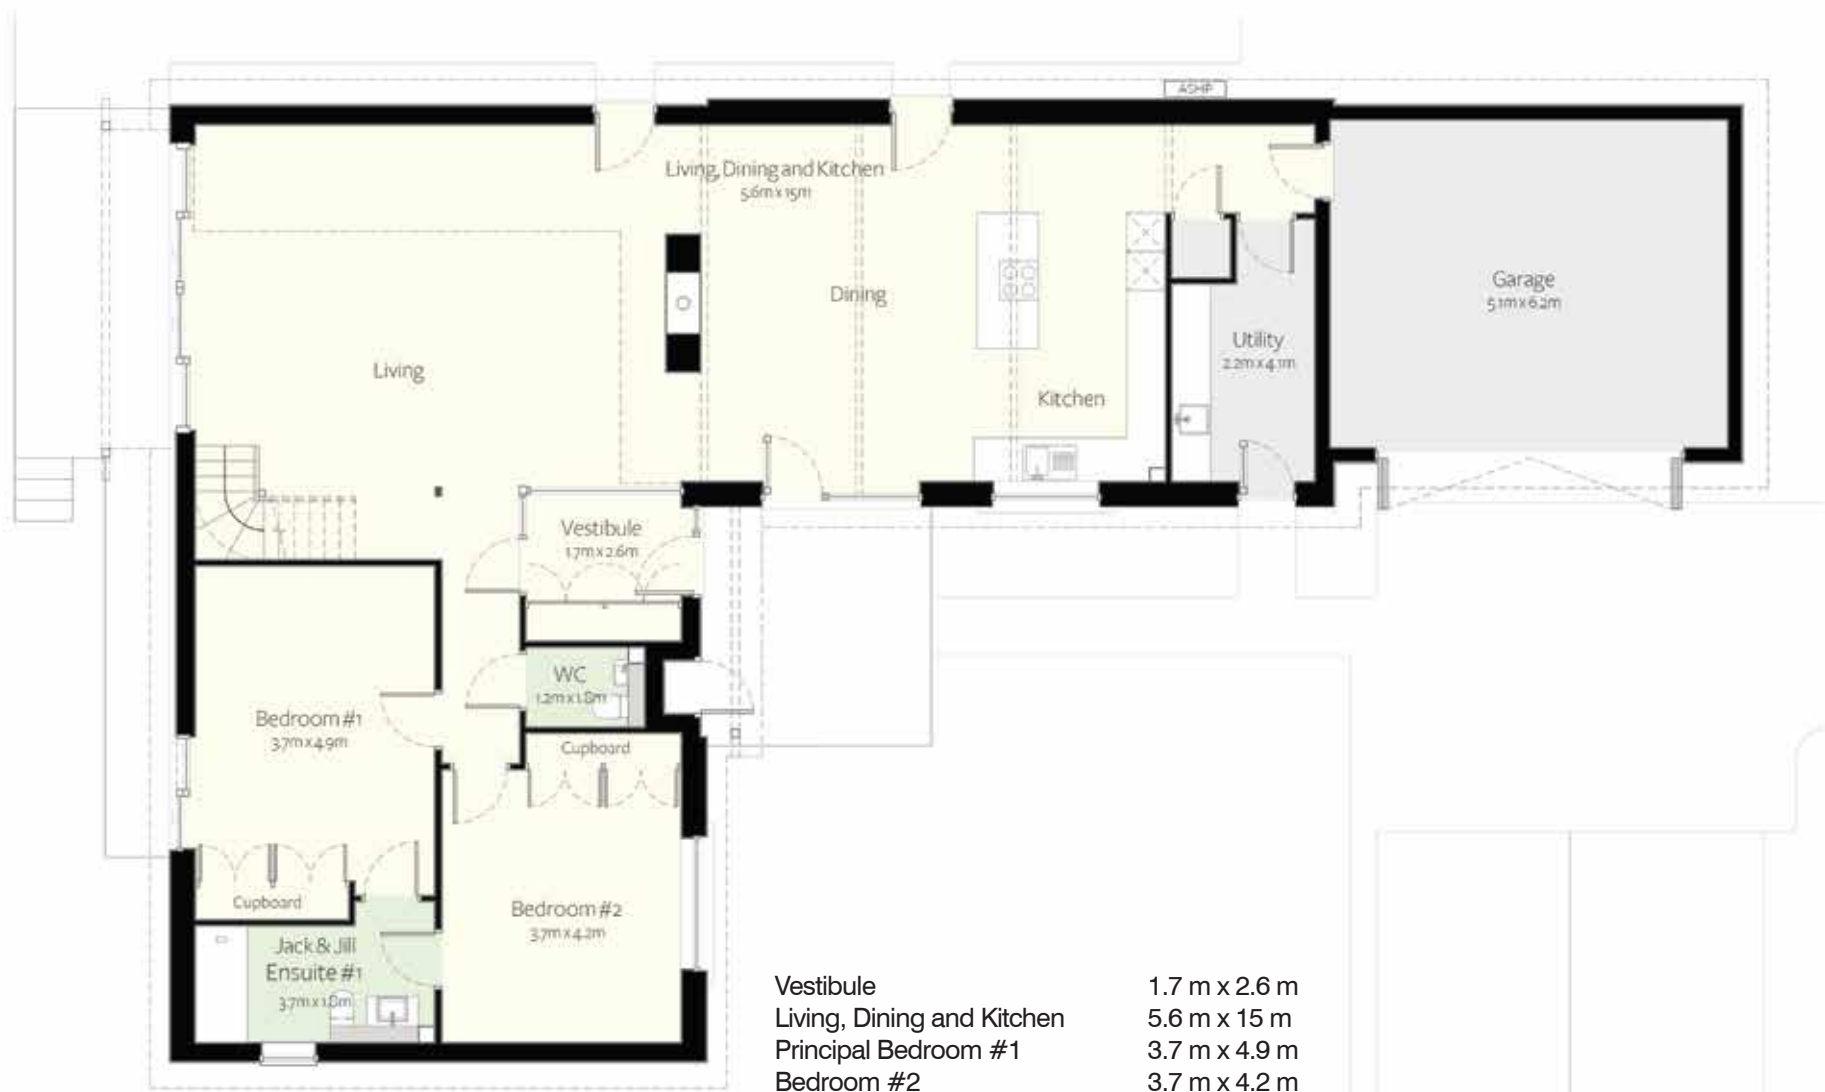 ASHP
Living, Dining and Kitchen
5.6m x 15m
Garage
5.1m x 6.2m
Dining
Utility
2.2m x 4.1m
Living
Kitchen
Vestibule
1.7m x 2.6m
WC
1.2m x 1.8m
Bedroom #1
3.7m x 4.9m
Cupboard
Cupboard
Bedroom #2
3.7m x 4.2m
Jack & Jill
Ensuite #1
3.7m x 1.8m
Vestibule 1.7 m x 2.6 m
Living, Dining and Kitchen 5.6 m x 15 m
Principal Bedroom #1 3.7 m x 4.9 m
Bedroom #2 3.7 m x 4.2 m